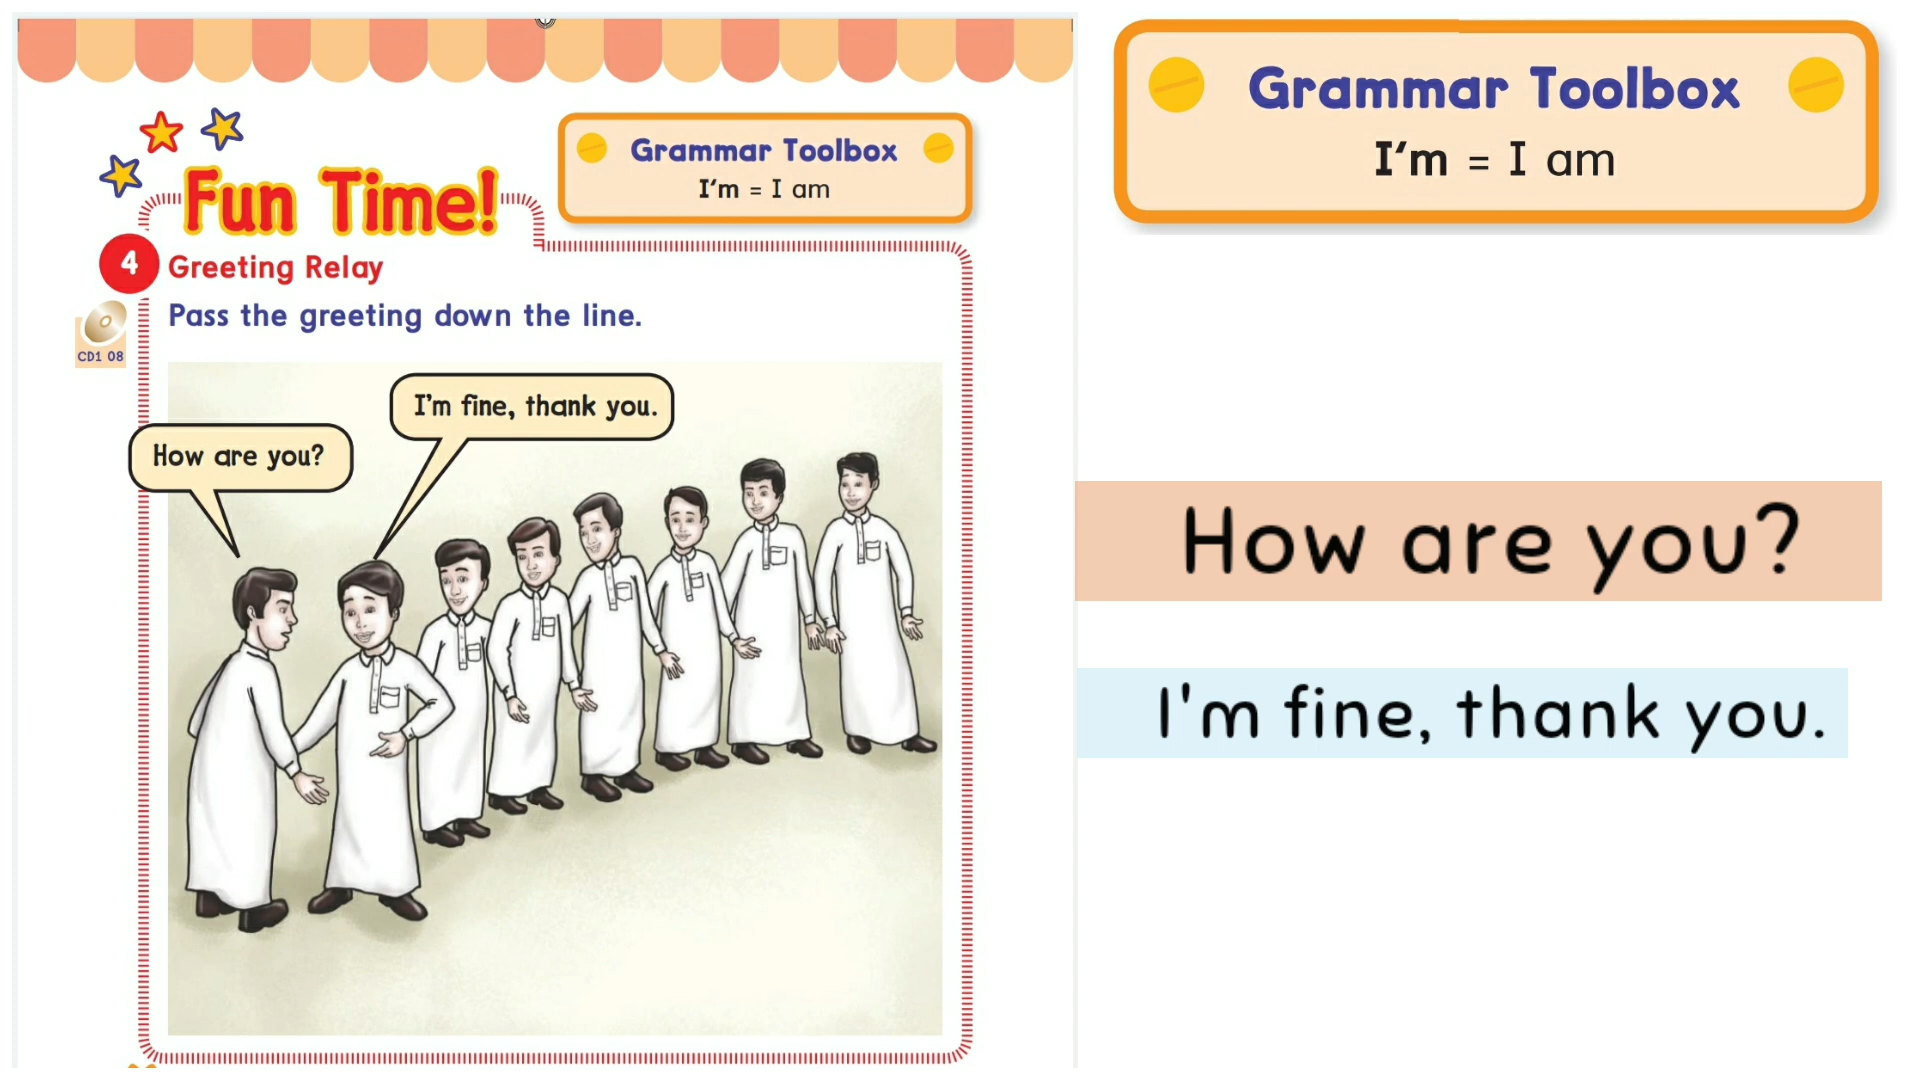 Grammar Toolbox
I'm = I am
Fun Time!
4 Greeting Relay
CD1 08
Pass the greeting down the line.
I'm fine, thank you.
How are you?
Grammar Toolbox
I'm = I am
How are you?
I'm fine, thank you.